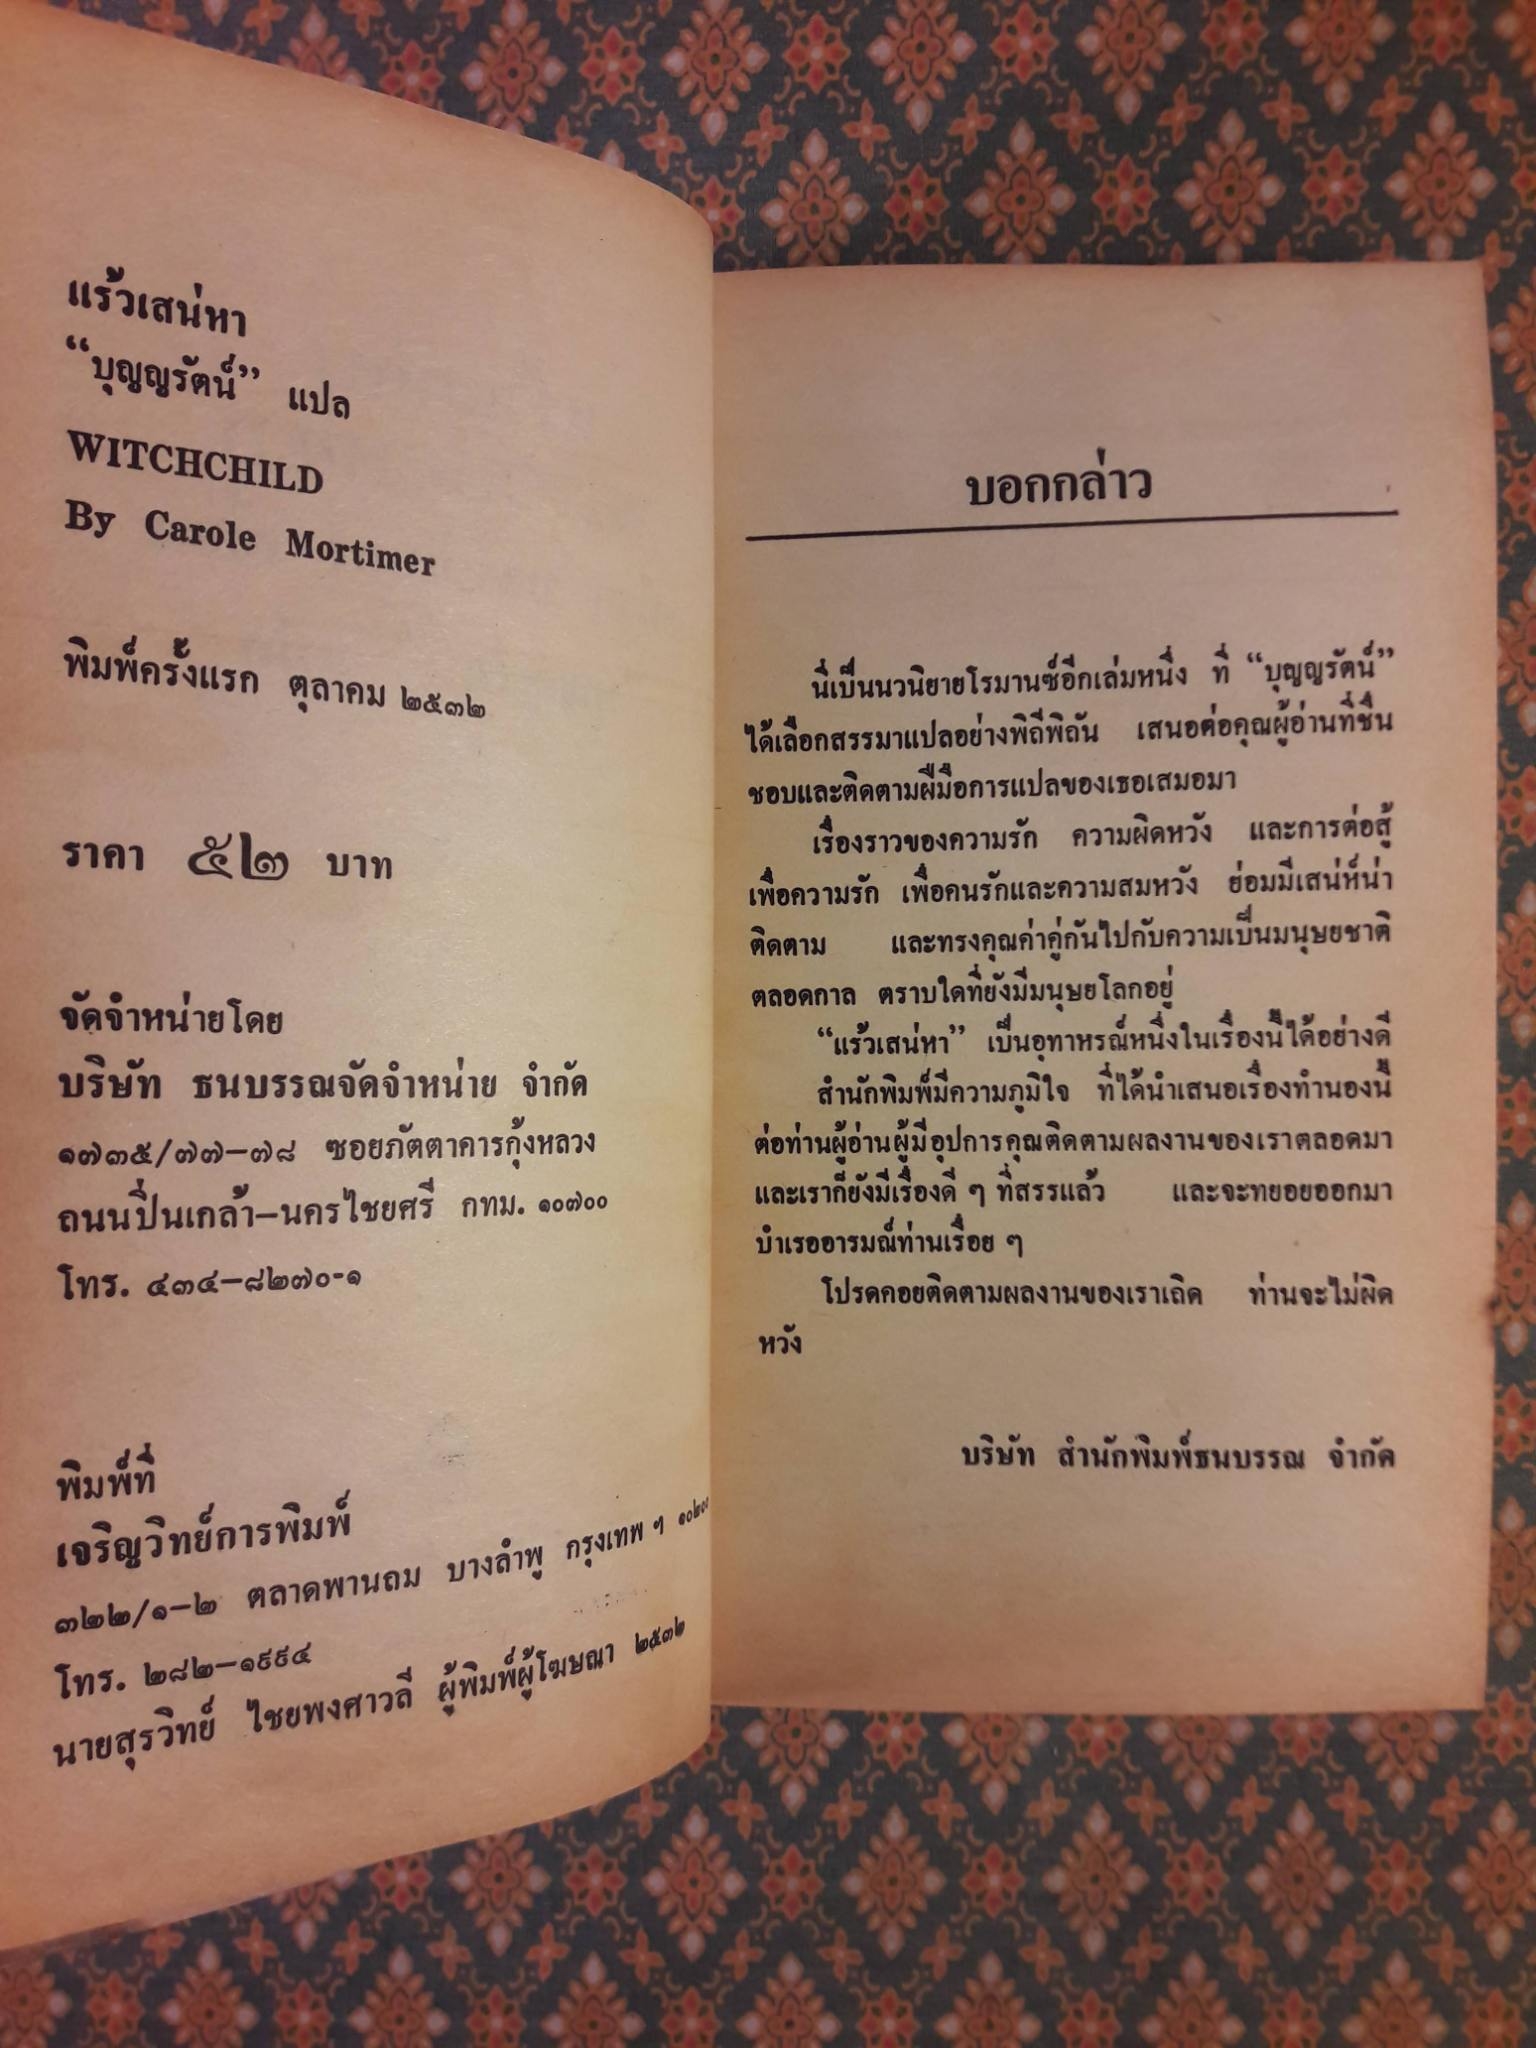 แร้วเสน่หา
“บุญญรัตน์” แปล
WITCHCHILD
By Carole Mortimer
พิมพ์ครั้งแรก ตุลาคม ๒๕๓๒
ราคา ๕๒ บาท
จัดจำหน่ายโดย
บริษัท ธนบรรณจัดจำหน่าย จำกัด
๑๗๓๕/๗๗–๗๘ ซอยภัตตาคารกุ้งหลวง
ถนนปิ่นเกล้า–นครไชยศรี กทม. ๑๐๗๐๐
โทร. ๔๓๔–๘๒๗๐-๑
พิมพ์ที่
เจริญวิทย์การพิมพ์
๓๒๒/๑–๒ ตลาดพานถม บางลำพู กรุงเทพ ฯ ๑๐๒๐๐
โทร. ๒๘๒–๑๙๙๔
นายสุรวิทย์ ไชยพงศาวลี ผู้พิมพ์ผู้โฆษณา ๒๕๓๒
บอกกล่าว
นี่เป็นนวนิยายโรมานซ์อีกเล่มหนึ่ง ที่ “บุญญรัตน์”
ได้เลือกสรรมาแปลอย่างพิถีพิถัน เสนอต่อคุณผู้อ่านที่ชื่น
ชอบและติดตามฝีมือการแปลของเธอเสมอมา
เรื่องราวของความรัก ความผิดหวัง และการต่อสู้
เพื่อความรัก เพื่อคนรักและความสมหวัง ย่อมมีเสน่ห์น่า
ติดตาม และทรงคุณค่าคู่กันไปกับความเป็นมนุษยชาติ
ตลอดกาล ตราบใดที่ยังมีมนุษยโลกอยู่
“แร้วเสน่หา” เป็นอุทาหรณ์หนึ่งในเรื่องนี้ได้อย่างดี
สำนักพิมพ์มีความภูมิใจ ที่ได้นำเสนอเรื่องทำนองนี้
ต่อท่านผู้อ่านผู้มีอุปการคุณติดตามผลงานของเราตลอดมา
และเราก็ยังมีเรื่องดี ๆ ที่สรรแล้ว และจะทยอยออกมา
บำเรออารมณ์ท่านเรื่อย ๆ
โปรดคอยติดตามผลงานของเราเถิด ท่านจะไม่ผิด
หวัง
บริษัท สำนักพิมพ์ธนบรรณ จำกัด